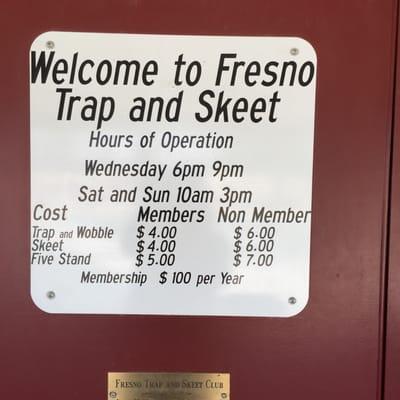 Welcome to Fresno
Trap and Skeet
Hours of Operation
Wednesday 6pm 9pm
Sat and Sun 10am 3pm
Cost Members Non Member
Trap and Wobble $4.00 $6.00
Skeet $4.00 $6.00
Five Stand $5.00 $7.00
Membership $100 per Year
FRESNO TRAP AND SKEET CLUB